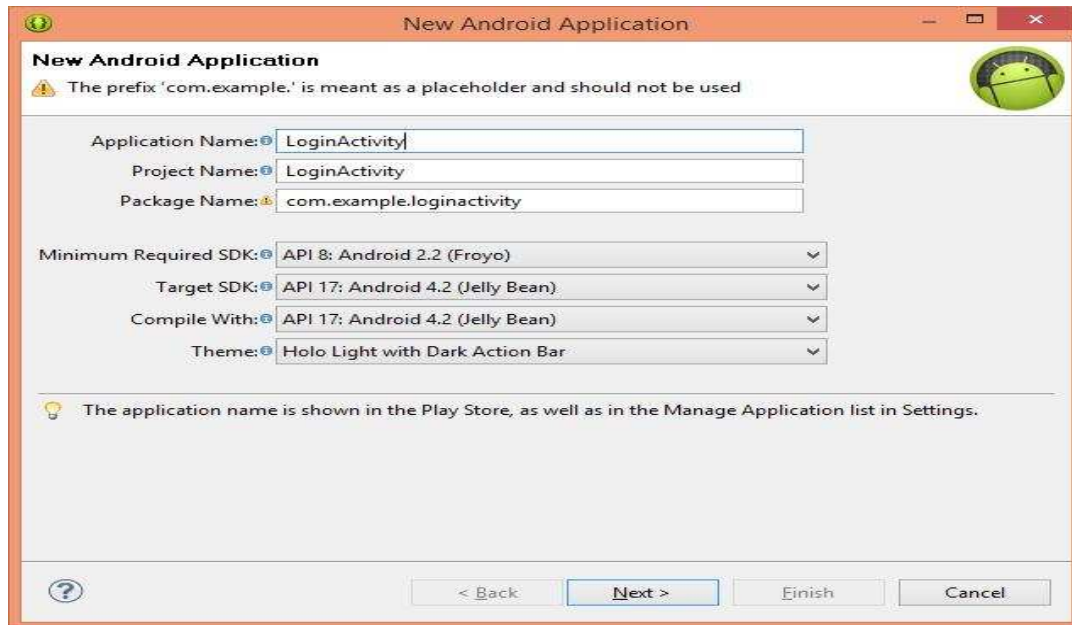 New Android Application
New Android Application
The prefix 'com.example.' is meant as a placeholder and should not be used
Application Name: LoginActivity
Project Name: LoginActivity
Package Name: com.example.loginactivity
Minimum Required SDK: API 8: Android 2.2 (Froyo)
Target SDK: API 17: Android 4.2 (Jelly Bean)
Compile With: API 17: Android 4.2 (Jelly Bean)
Theme: Holo Light with Dark Action Bar
The application name is shown in the Play Store, as well as in the Manage Application list in Settings.
? < Back Next > Finish Cancel